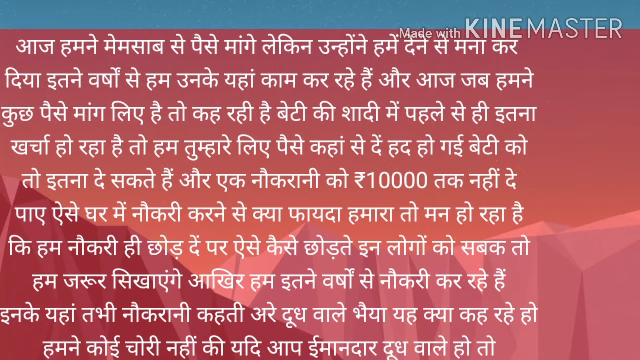 Made with KINEMASTER
आज हमने मेमसाब से पैसे मांगे लेकिन उन्होंने हमें देने से मना कर
दिया इतने वर्षों से हम उनके यहां काम कर रहे हैं और आज जब हमने
कुछ पैसे मांग लिए है तो कह रही है बेटी की शादी में पहले से ही इतना
खर्चा हो रहा है तो हम तुम्हारे लिए पैसे कहां से दें हद हो गई बेटी को
तो इतना दे सकते हैं और एक नौकरानी को ₹10000 तक नहीं दे
पाए ऐसे घर में नौकरी करने से क्या फायदा हमारा तो मन हो रहा है
कि हम नौकरी ही छोड़ दें पर ऐसे कैसे छोड़ते इन लोगों को सबक तो
हम जरूर सिखाएंगे आखिर हम इतने वर्षों से नौकरी कर रहे हैं
इनके यहां तभी नौकरानी कहती अरे दूध वाले भैया यह क्या कह रहे हो
हमने कोई चोरी नहीं की यदि आप ईमानदार दूध वाले हो तो